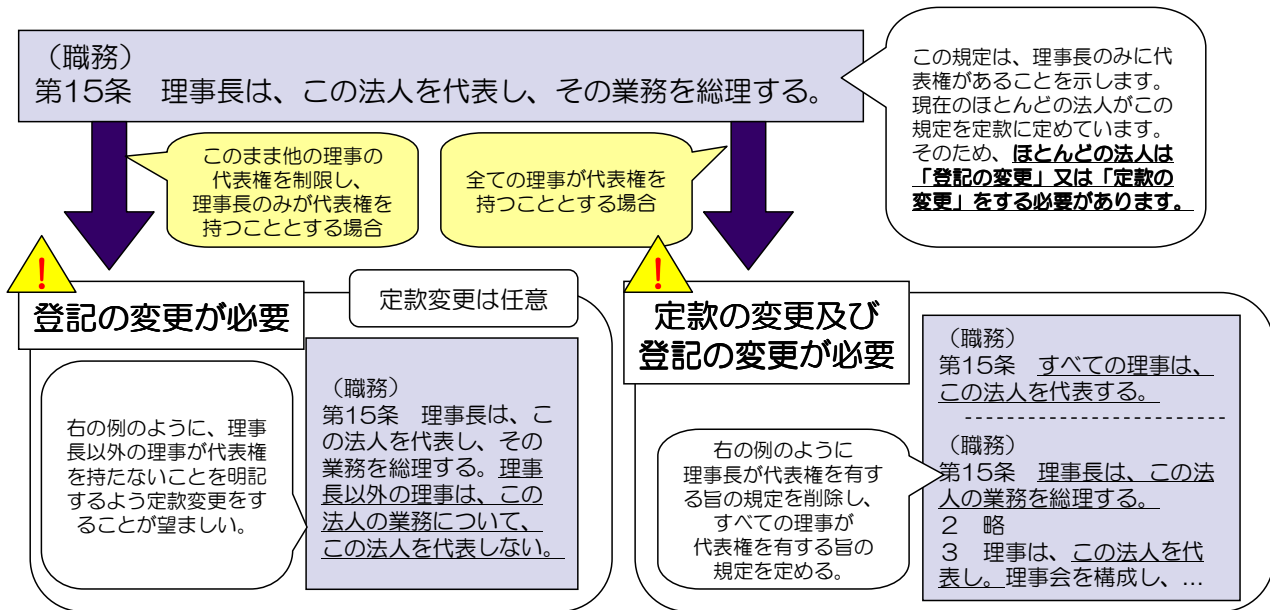 （職務）
第15条　理事長は、この法人を代表し、その業務を総理する。
この規定は、理事長のみに代
表権があることを示します。
現在のほとんどの法人がこの
規定を定款に定めています。
そのため、ほとんどの法人は
「登記の変更」又は「定款の
変更」をする必要があります。
このまま他の理事の
代表権を制限し、
理事長のみが代表権を
持つこととする場合
全ての理事が代表権を
持つこととする場合
!
登記の変更が必要
定款変更は任意
右の例のように、理事
長以外の理事が代表権
を持たないことを明記
するよう定款変更をす
ることが望ましい。
（職務）
第15条　理事長は、こ
の法人を代表し、その
業務を総理する。理事
長以外の理事は、この
法人の業務について、
この法人を代表しない。
!
定款の変更及び
登記の変更が必要
右の例のように
理事長が代表権を有す
る旨の規定を削除し、
すべての理事が
代表権を有する旨の
規定を定める。
（職務）
第15条　すべての理事は、
この法人を代表する。
--------------------------
（職務）
第15条　理事長は、この法
人の業務を総理する。
２　略
３　理事は、この法人を代
表し。理事会を構成し、…